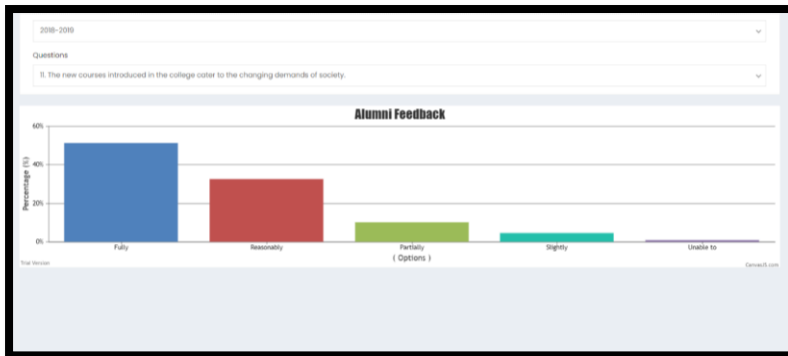 2018-2019
Questions
11. The new courses introduced in the college cater to the changing demands of society.
Alumni Feedback
60%
40%
20%
0%
Percentage (%)
Fully
Reasonably
Partially
Slightly
Unable to
( Options )
Trial Version
CanvasJS.com